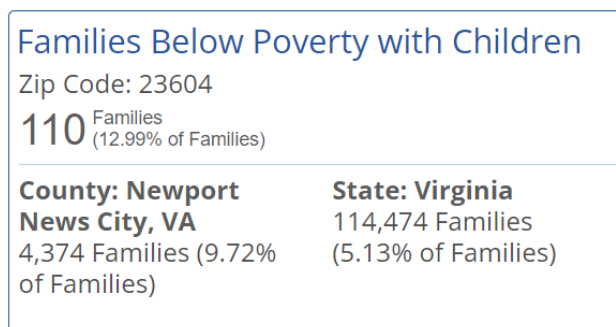 Families Below Poverty with Children
Zip Code: 23604
110 Families
(12.99% of Families)
County: Newport
News City, VA
4,374 Families (9.72%
of Families)
State: Virginia
114,474 Families
(5.13% of Families)